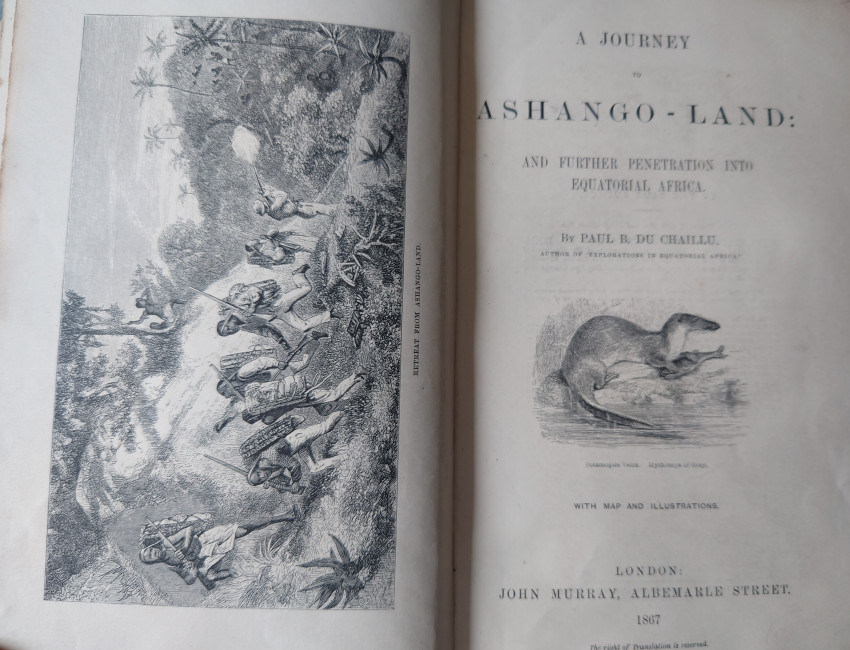 RETREAT FROM ASHANGO-LAND.
A JOURNEY
TO
ASHANGO-LAND:
AND FURTHER PENETRATION INTO
EQUATORIAL AFRICA.
BY PAUL B. DU CHAILLU,
AUTHOR OF "EXPLORATIONS IN EQUATORIAL AFRICA."
Potamogale Velox.
WITH MAP AND ILLUSTRATIONS.
LONDON:
JOHN MURRAY, ALBEMARLE STREET.
1867
The right of Translation is reserved.